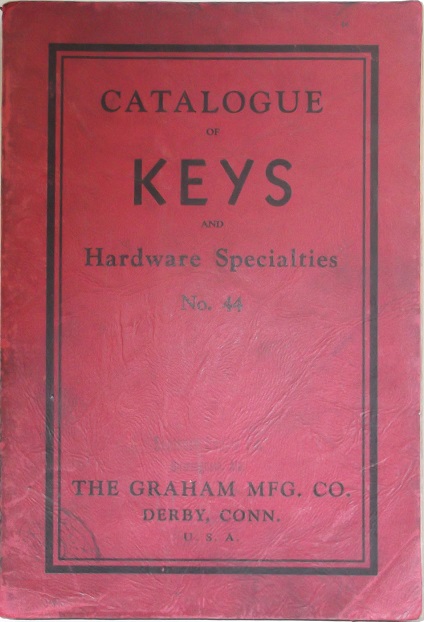 CATALOGUE
OF
KEYS
AND
Hardware Specialties
No. 44
THE GRAHAM MFG. CO.
DERBY, CONN.
U. S. A.